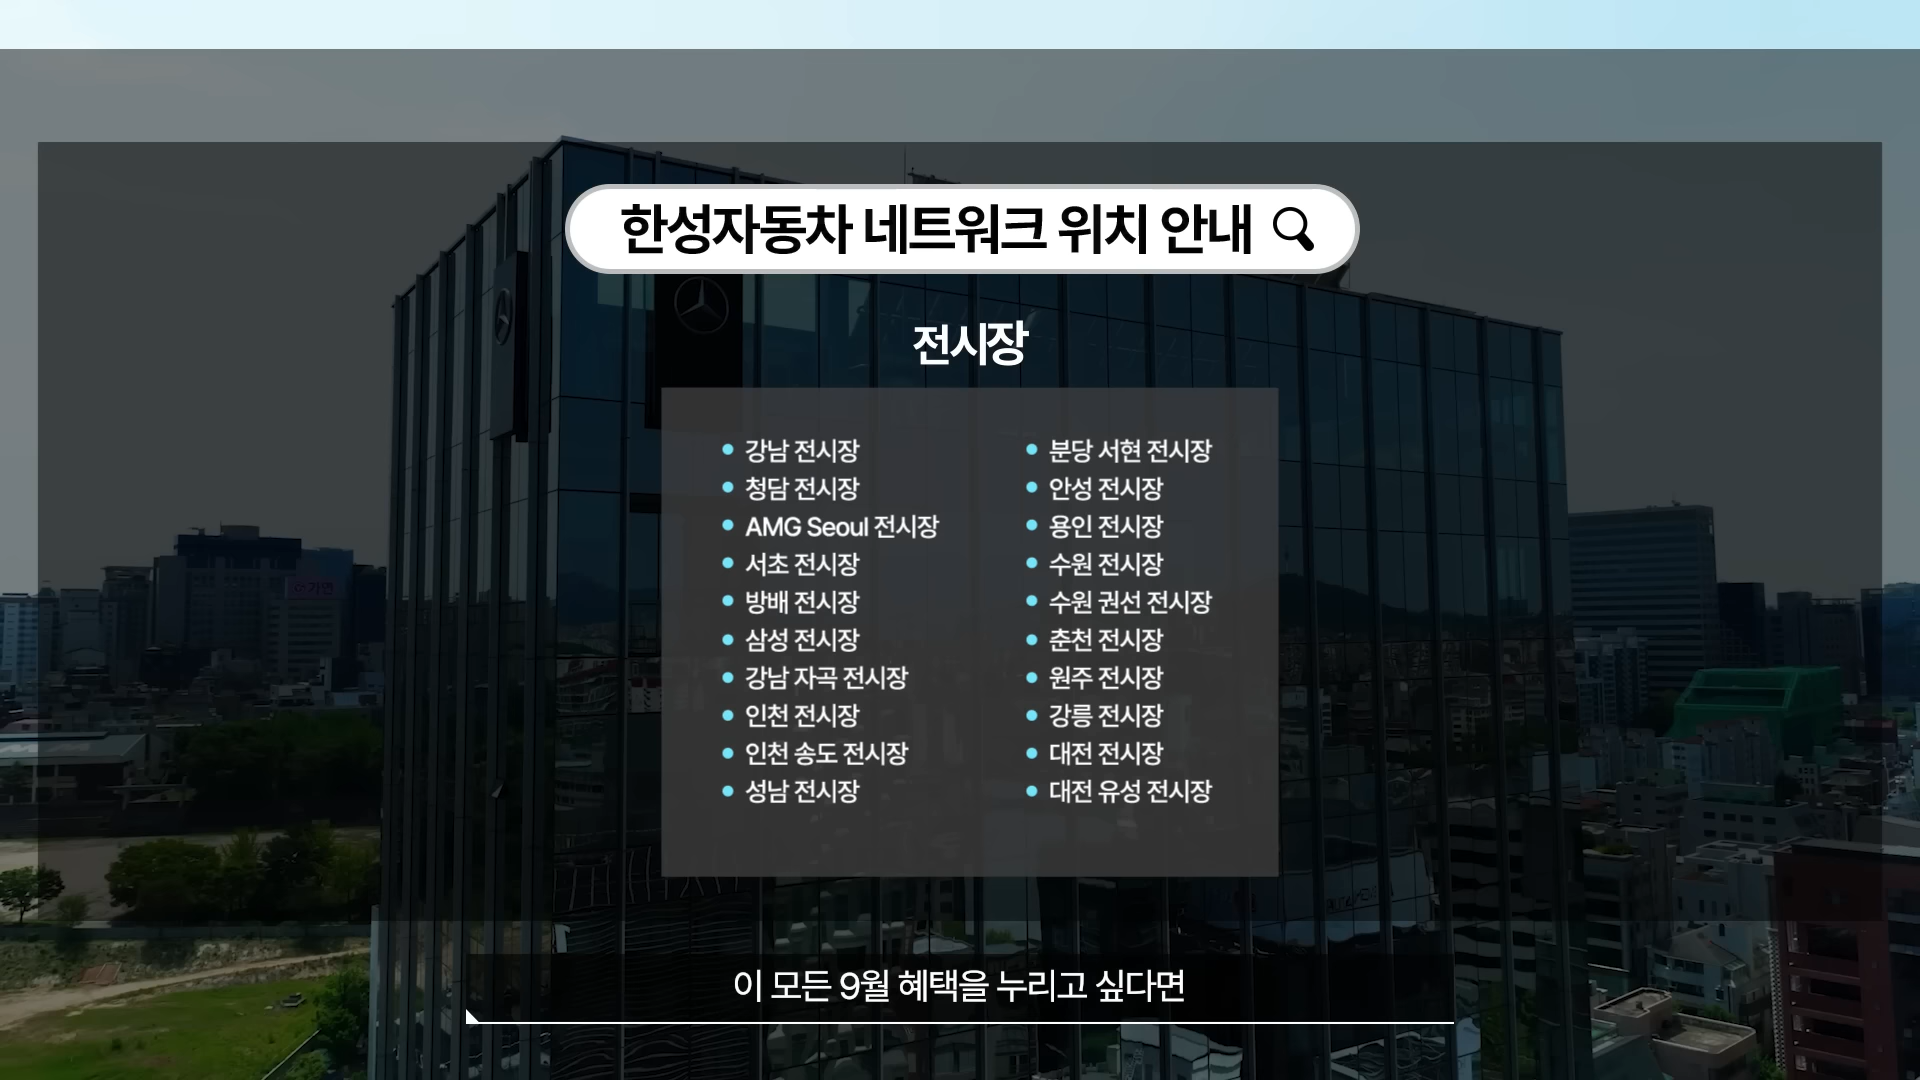 한성자동차 네트워크 위치 안내
전시장
강남 전시장
청담 전시장
AMG Seoul 전시장
서초 전시장
방배 전시장
삼성 전시장
강남 자곡 전시장
인천 전시장
인천 송도 전시장
성남 전시장
분당 서현 전시장
안성 전시장
용인 전시장
수원 전시장
수원 권선 전시장
춘천 전시장
원주 전시장
강릉 전시장
대전 전시장
대전 유성 전시장
이 모든 9월 혜택을 누리고 싶다면